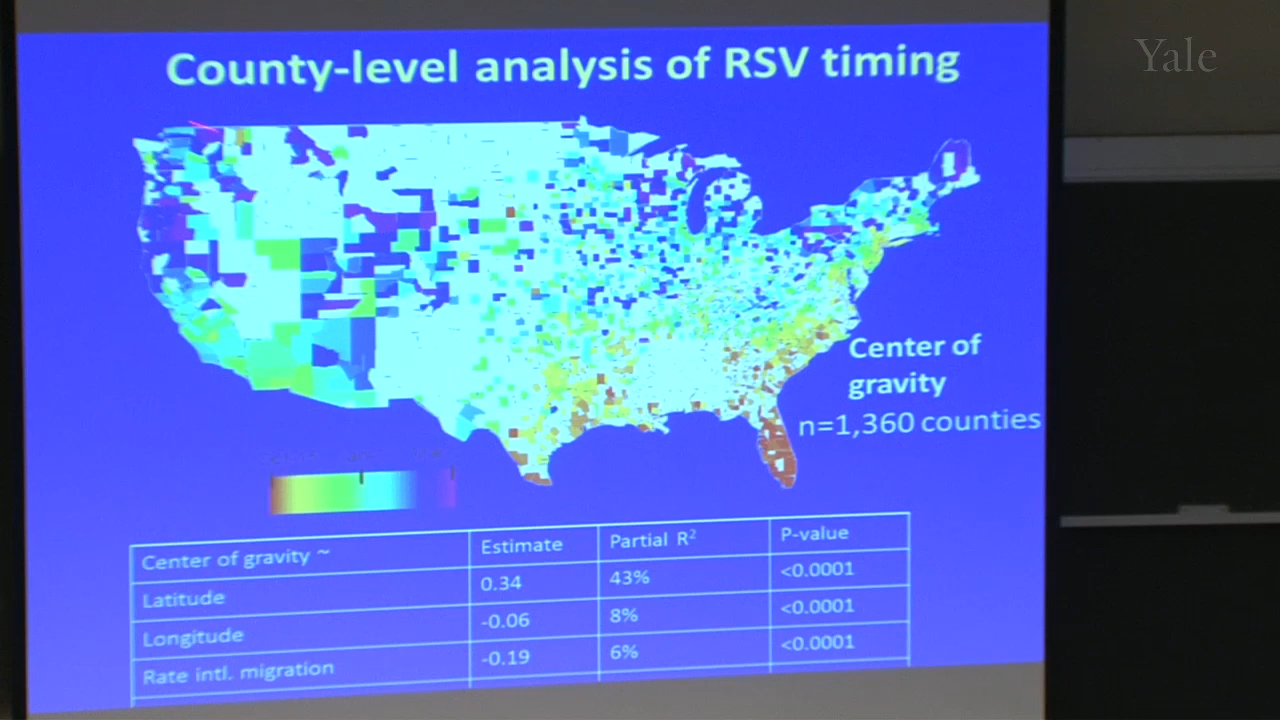 Yale
County-level analysis of RSV timing
Center of
gravity
n=1,360 counties
Center of gravity ~
Estimate
Partial R²
P-value
Latitude
0.34
43%
<0.0001
Longitude
-0.06
8%
<0.0001
Rate intl. migration
-0.19
6%
<0.0001